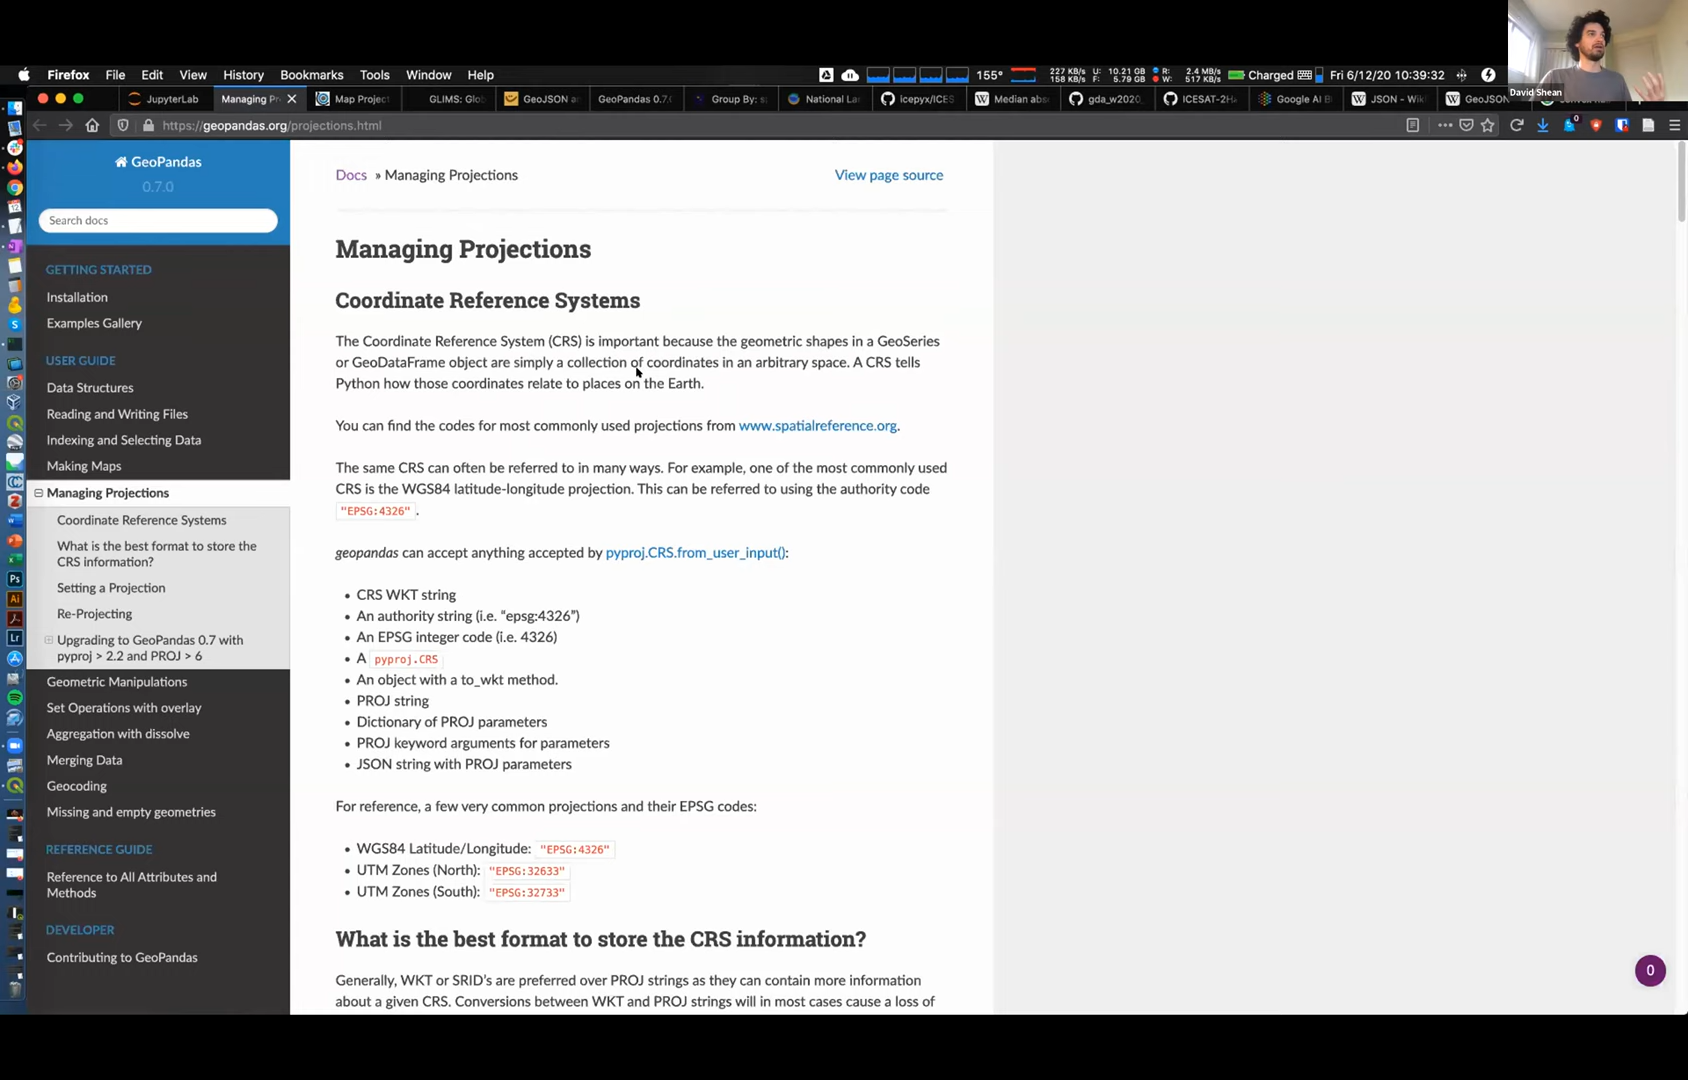 Firefox File Edit View History Bookmarks Tools Window Help
155° 227 KB/s 158 KB/s U: 10.21 GB F: 5.79 GB R: 2.4 MB/s W: 517 KB/s Charged Fri 6/12/20 10:39:32
David Shean
JupyterLab Managing Pr Map Project GLIMS: Glo GeoJSON an GeoPandas 0.7.0 Group By: s National La icepyx/ICES Median abs gda_w2020_ ICESAT-2H Google AI B JSON - Wiki GeoJSON
https://geopandas.org/projections.html
GeoPandas
0.7.0
Search docs
GETTING STARTED
Installation
Examples Gallery
USER GUIDE
Data Structures
Reading and Writing Files
Indexing and Selecting Data
Making Maps
Managing Projections
Coordinate Reference Systems
What is the best format to store the
CRS information?
Setting a Projection
Re-Projecting
Upgrading to GeoPandas 0.7 with
pyproj > 2.2 and PROJ > 6
Geometric Manipulations
Set Operations with overlay
Aggregation with dissolve
Merging Data
Geocoding
Missing and empty geometries
REFERENCE GUIDE
Reference to All Attributes and
Methods
DEVELOPER
Contributing to GeoPandas
Docs » Managing Projections View page source
Managing Projections
Coordinate Reference Systems
The Coordinate Reference System (CRS) is important because the geometric shapes in a GeoSeries
or GeoDataFrame object are simply a collection of coordinates in an arbitrary space. A CRS tells
Python how those coordinates relate to places on the Earth.
You can find the codes for most commonly used projections from www.spatialreference.org.
The same CRS can often be referred to in many ways. For example, one of the most commonly used
CRS is the WGS84 latitude-longitude projection. This can be referred to using the authority code
"EPSG:4326".
geopandas can accept anything accepted by pyproj.CRS.from_user_input():
• CRS WKT string
• An authority string (i.e. “epsg:4326”)
• An EPSG integer code (i.e. 4326)
• A pyproj.CRS
• An object with a to_wkt method.
• PROJ string
• Dictionary of PROJ parameters
• PROJ keyword arguments for parameters
• JSON string with PROJ parameters
For reference, a few very common projections and their EPSG codes:
• WGS84 Latitude/Longitude: "EPSG:4326"
• UTM Zones (North): "EPSG:32633"
• UTM Zones (South): "EPSG:32733"
What is the best format to store the CRS information?
Generally, WKT or SRID's are preferred over PROJ strings as they can contain more information
about a given CRS. Conversions between WKT and PROJ strings will in most cases cause a loss of
0